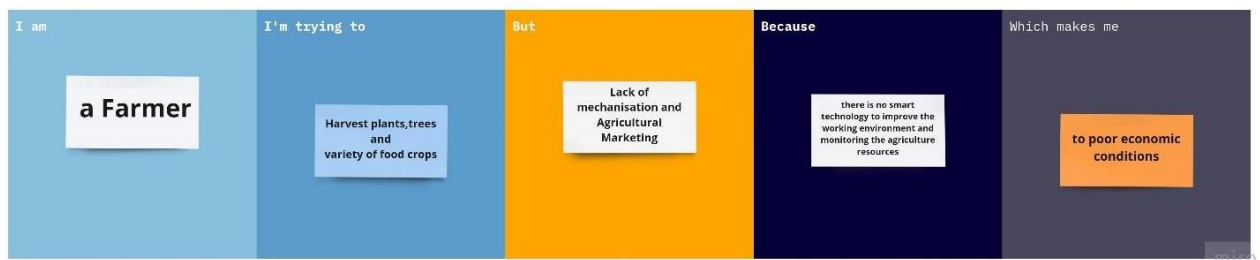 I am
a Farmer
I'm trying to
Harvest plants,trees
and
variety of food crops
But
Lack of
mechanisation and
Agricultural
Marketing
Because
there is no smart
technology to improve the
working environment and
monitoring the agriculture
resources
Which makes me
to poor economic
conditions